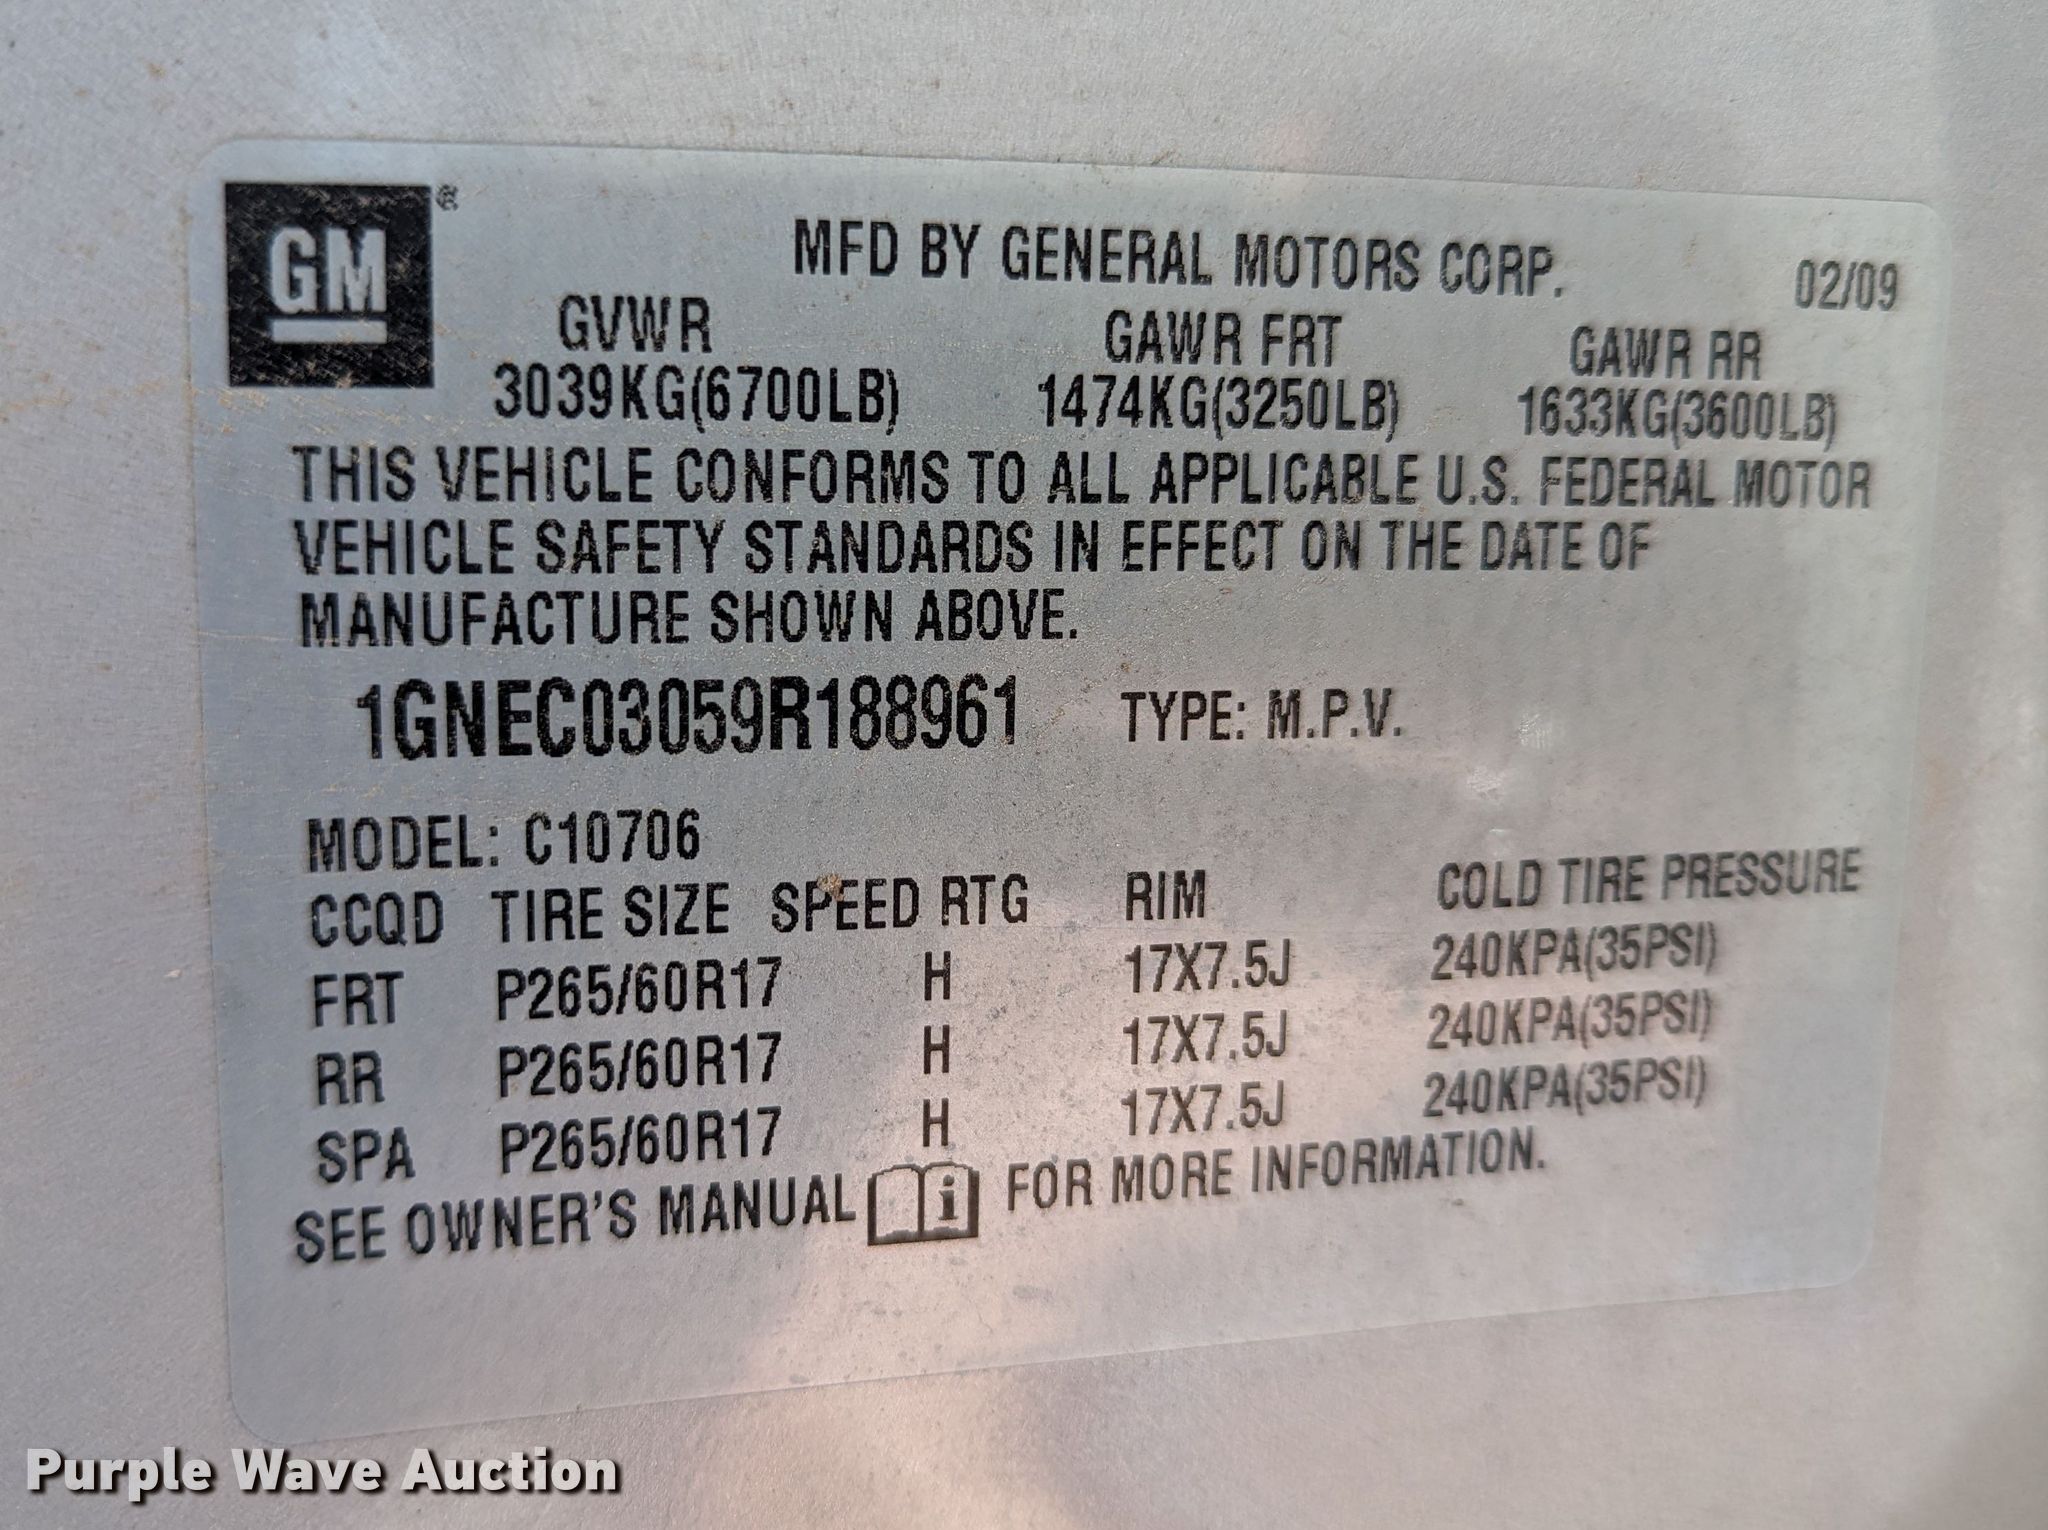 GM®
MFD BY GENERAL MOTORS CORP. 02/09
GVWR GAWR FRT GAWR RR
3039KG(6700LB) 1474KG(3250LB) 1633KG(3600LB)
THIS VEHICLE CONFORMS TO ALL APPLICABLE U.S. FEDERAL MOTOR
VEHICLE SAFETY STANDARDS IN EFFECT ON THE DATE OF
MANUFACTURE SHOWN ABOVE.
1GNEC03059R188961 TYPE: M.P.V.
MODEL: C10706
CCQD TIRE SIZE SPEED RTG RIM COLD TIRE PRESSURE
FRT P265/60R17 H 17X7.5J 240KPA(35PSI)
RR P265/60R17 H 17X7.5J 240KPA(35PSI)
SPA P265/60R17 H 17X7.5J 240KPA(35PSI)
SEE OWNER'S MANUAL i FOR MORE INFORMATION.
Purple Wave Auction